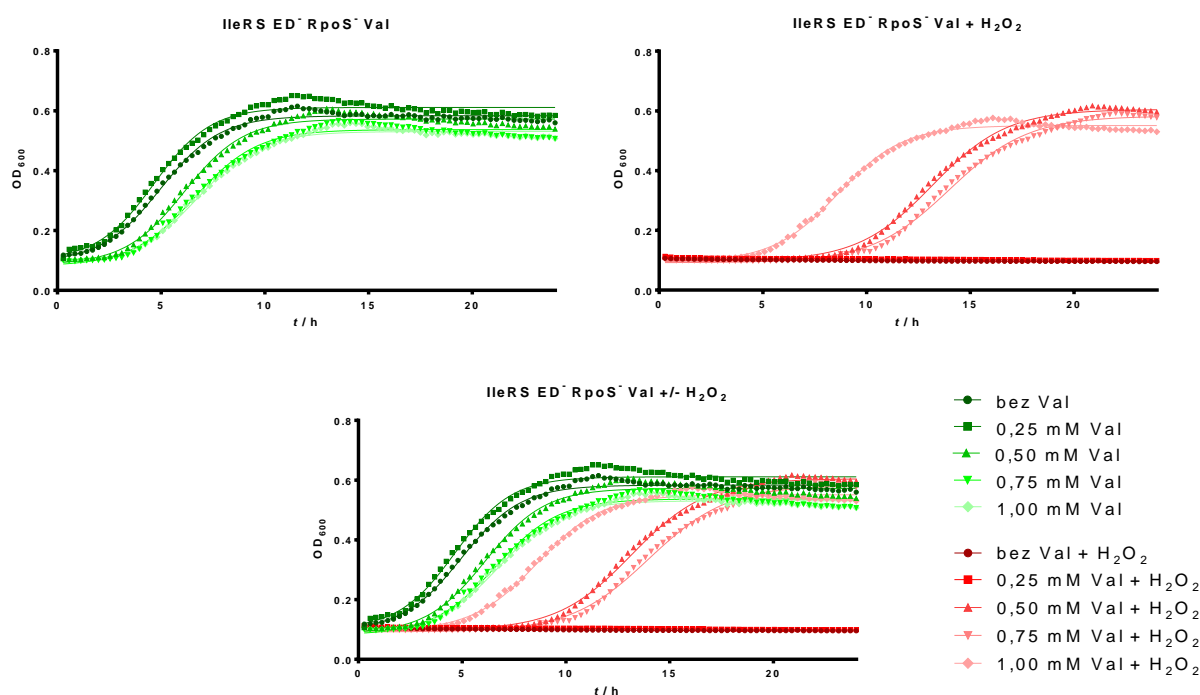 IleRS ED⁻ RpoS⁻ Val
IleRS ED⁻ RpoS⁻ Val + H₂O₂
0.8
0.6
0.4
0.2
0.0
OD₆₀₀
0
5
10
15
20
t / h
0.8
0.6
0.4
0.2
0.0
OD₆₀₀
0
5
10
15
20
t / h
IleRS ED⁻ RpoS⁻ Val +/- H₂O₂
0.8
0.6
0.4
0.2
0.0
OD₆₀₀
0
5
10
15
20
t / h
bez Val
0,25 mM Val
0,50 mM Val
0,75 mM Val
1,00 mM Val
bez Val + H₂O₂
0,25 mM Val + H₂O₂
0,50 mM Val + H₂O₂
0,75 mM Val + H₂O₂
1,00 mM Val + H₂O₂